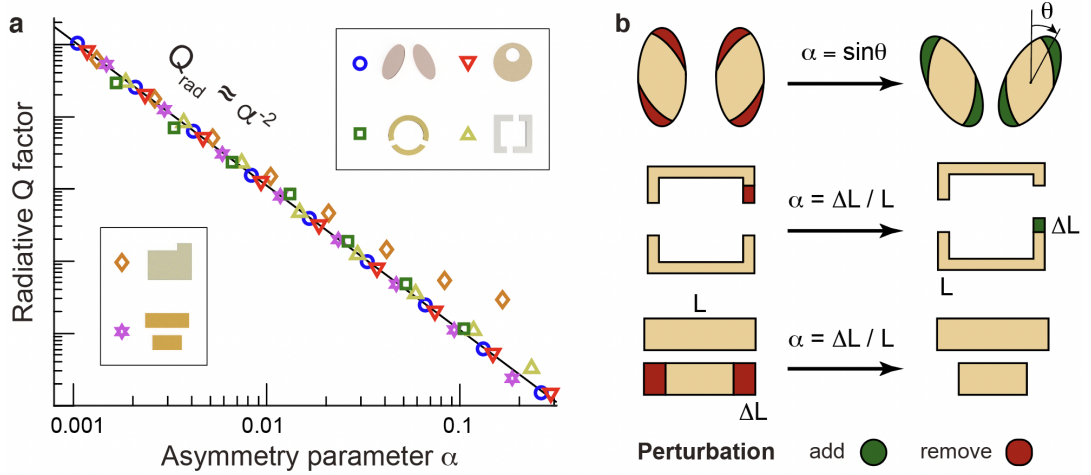 a
Radiative Q factor
Q_rad ≈ α^-2
0.001
0.01
0.1
Asymmetry parameter α
b
α = sinθ
θ
α = ΔL / L
ΔL
L
L
α = ΔL / L
ΔL
Perturbation add remove